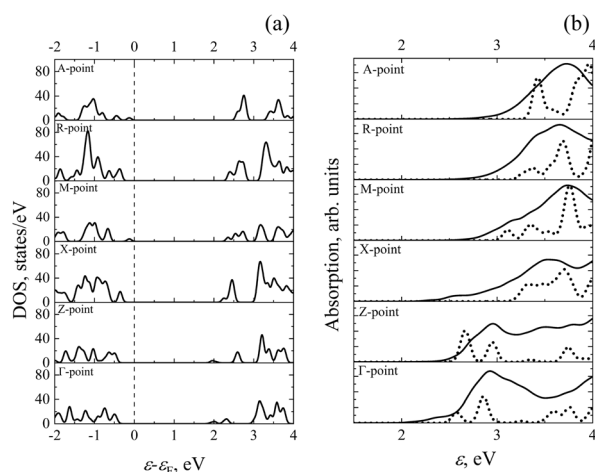 (a)
(b)
-2 -1 0 1 2 3 4
2 3 4
80 A-point
40
0
80 R-point
40
0
80 M-point
40
0
80 X-point
40
0
80 Z-point
40
0
80 Γ-point
40
0
-2 -1 0 1 2 3 4
DOS, states/eV
ε-εF, eV
A-point
R-point
M-point
X-point
Z-point
Γ-point
2 3 4
Absorption, arb. units
ε, eV